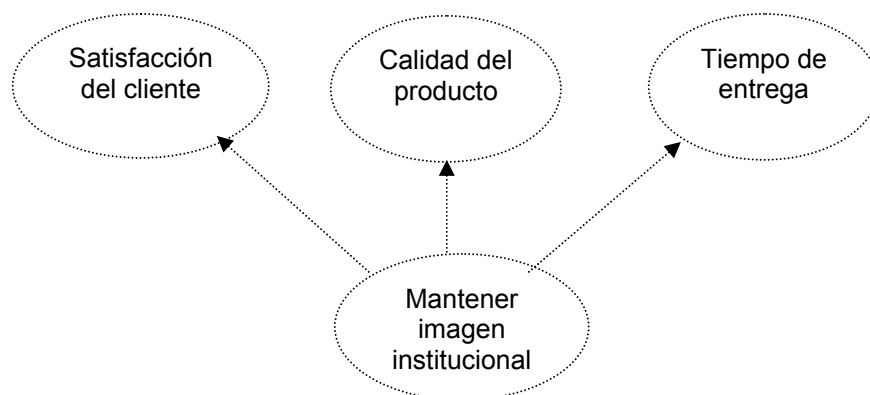 Satisfacción
del cliente
Calidad del
producto
Tiempo de
entrega
Mantener
imagen
institucional